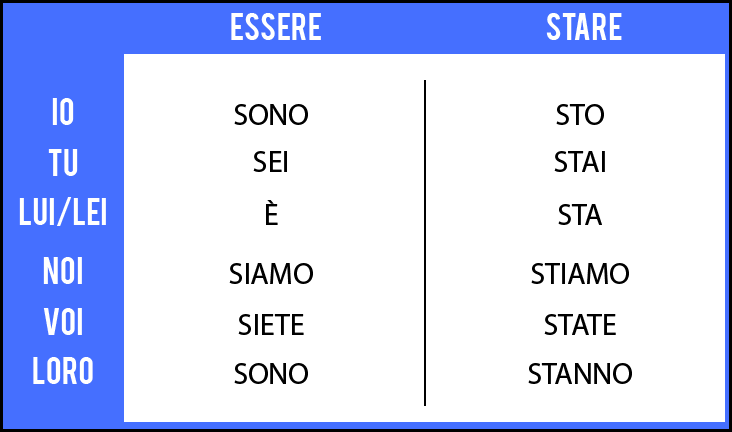 ESSERE STARE
IO SONO STO
TU SEI STAI
LUI/LEI È STA
NOI SIAMO STIAMO
VOI SIETE STATE
LORO SONO STANNO